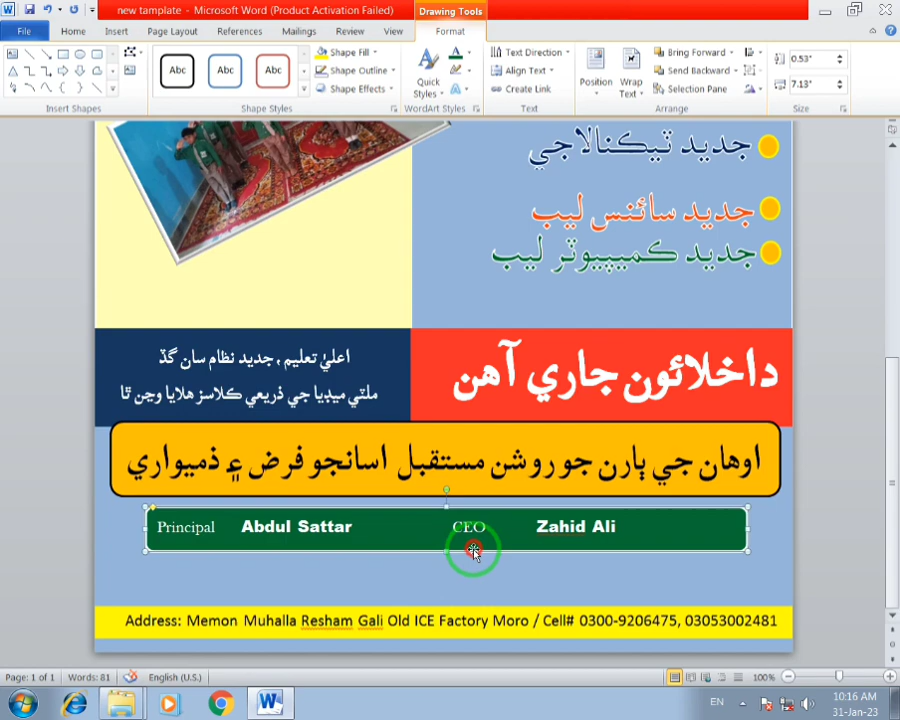 new tamplate - Microsoft Word (Product Activation Failed)
Drawing Tools
File
Home
Insert
Page Layout
References
Mailings
Review
View
Format
Abc
Abc
Abc
Shape Fill
Shape Outline
Shape Effects
Quick Styles
Text Direction
Align Text
Create Link
Position
Wrap Text
Bring Forward
Send Backward
Selection Pane
0.53"
7.13"
Insert Shapes
Shape Styles
WordArt Styles
Text
Arrange
Size
جديد ٽيڪنالاجي
جديد سائنس ليب
جديد ڪمپيوٽر ليب
اعليٰ تعليم ، جديد نظام سان گڏ
ملٽي ميڊيا جي ذريعي ڪلاسز هلايا وڃن ٿا
داخلائون جاري آهن
اوهان جي ٻارن جو روشن مستقبل اسانجو فرض ۽ ذميواري
Principal Abdul Sattar CEO Zahid Ali
Address: Memon Muhalla Resham Gali Old ICE Factory Moro / Cell# 0300-9206475, 03053002481
Page: 1 of 1
Words: 81
English (U.S.)
100%
EN
10:16 AM
31-Jan-23